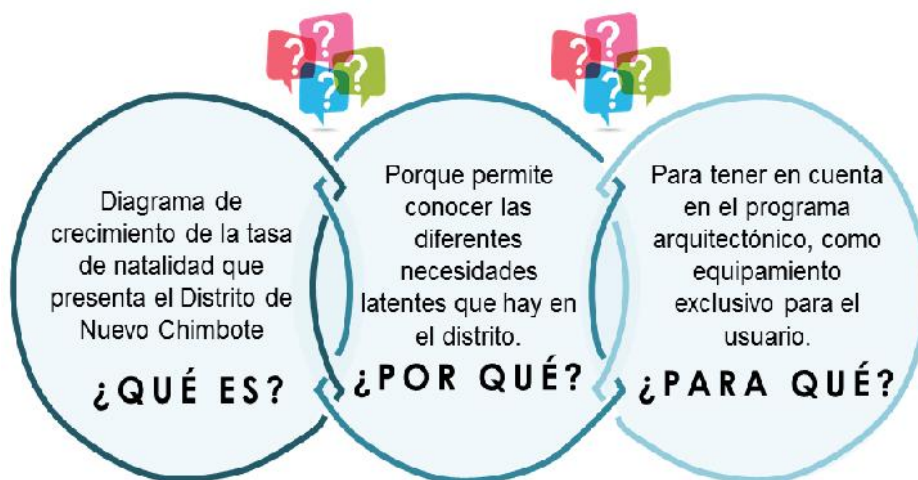 Diagrama de
crecimiento de la tasa
de natalidad que
presenta el Distrito de
Nuevo Chimbote
¿QUÉ ES?
Porque permite
conocer las
diferentes
necesidades
latentes que hay en
el distrito.
¿POR QUÉ?
Para tener en cuenta
en el programa
arquitectónico, como
equipamiento
exclusivo para el
usuario.
¿PARA QUÉ?